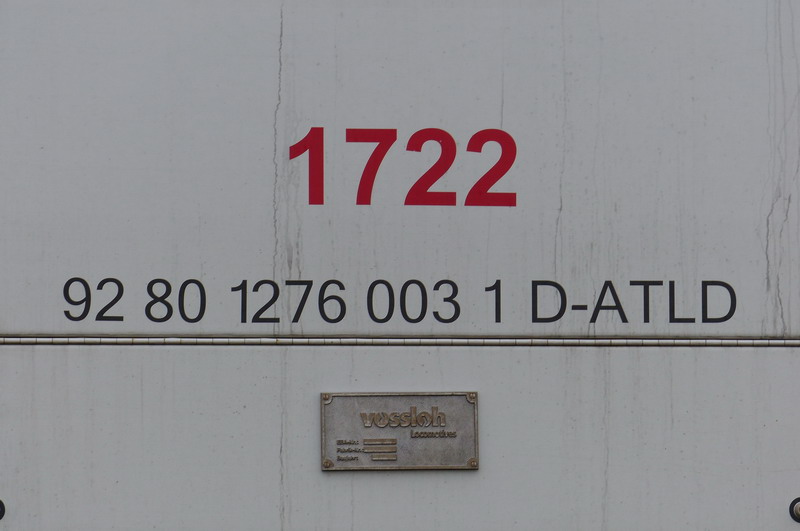 1722
92 80 1276 003 1 D-ATLD
vossloh
Locomotives